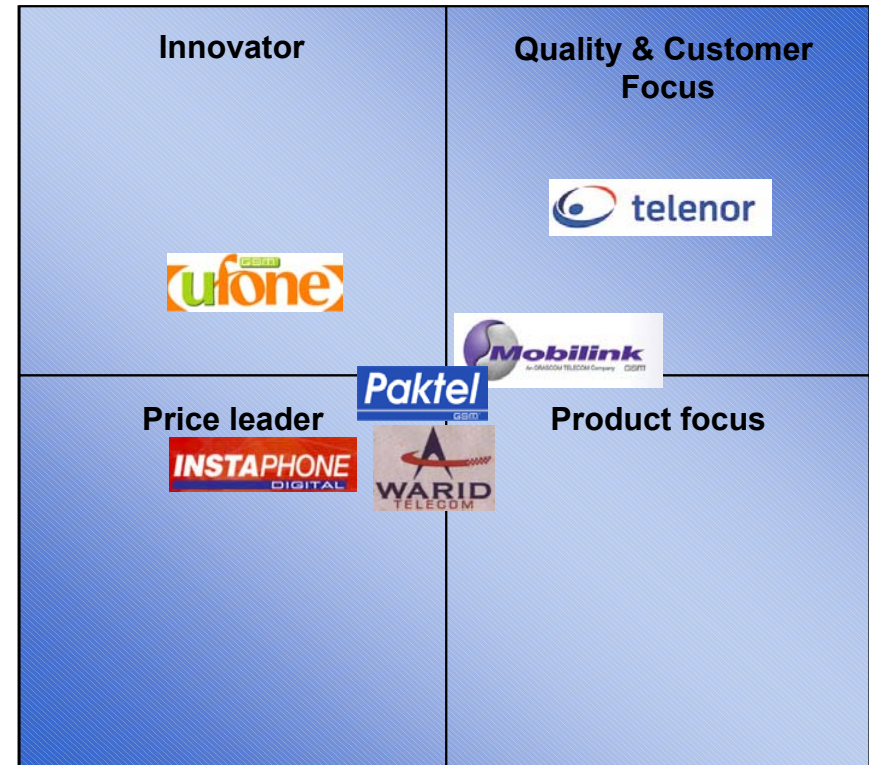 Innovator
Quality & Customer
Focus
telenor
GSM
ufone
Mobilink
An ORASCOM TELECOM Company GSM
Paktel
GSM
Price leader
Product focus
INSTAPHONE
DIGITAL
WARID
TELECOM